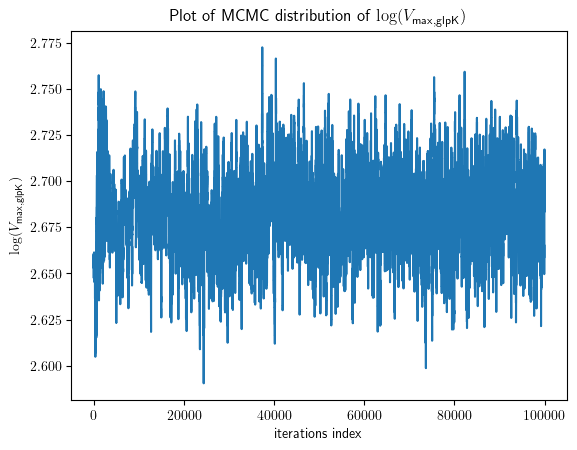 Plot of MCMC distribution of log(V_max,glpK)
log(V_max,glpK)
2.775
2.750
2.725
2.700
2.675
2.650
2.625
2.600
0 20000 40000 60000 80000 100000
iterations index